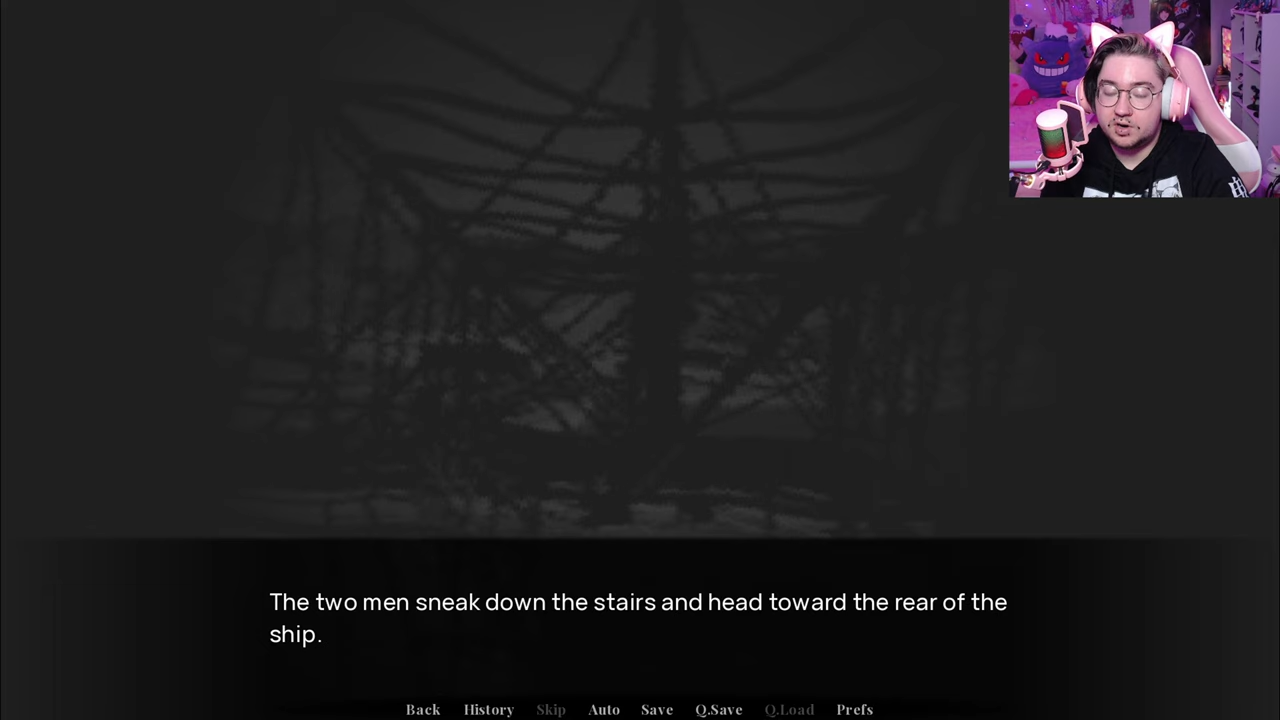 The two men sneak down the stairs and head toward the rear of the
ship.
Back History Skip Auto Save Q.Save Q.Load Prefs